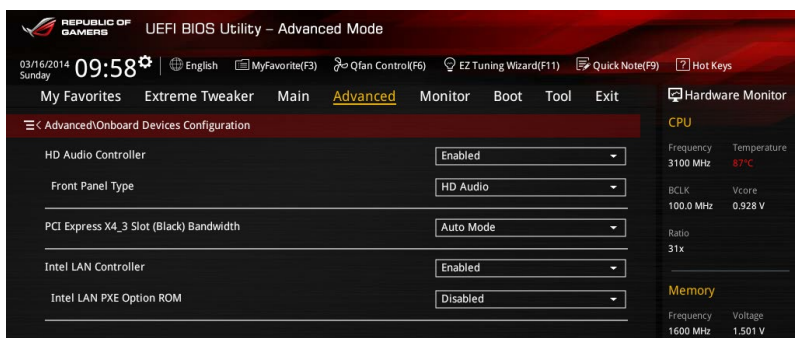 REPUBLIC OF
GAMERS
UEFI BIOS Utility – Advanced Mode
03/16/2014
Sunday
09:58
English
MyFavorite(F3)
Qfan Control(F6)
EZ Tuning Wizard(F11)
Quick Note(F9)
? Hot Keys
My Favorites
Extreme Tweaker
Main
Advanced
Monitor
Boot
Tool
Exit
Advanced\Onboard Devices Configuration
HD Audio Controller
Enabled
Front Panel Type
HD Audio
PCI Express X4_3 Slot (Black) Bandwidth
Auto Mode
Intel LAN Controller
Enabled
Intel LAN PXE Option ROM
Disabled
Hardware Monitor
CPU
Frequency Temperature
3100 MHz 87°C
BCLK Vcore
100.0 MHz 0.928 V
Ratio
31x
Memory
Frequency Voltage
1600 MHz 1.501 V